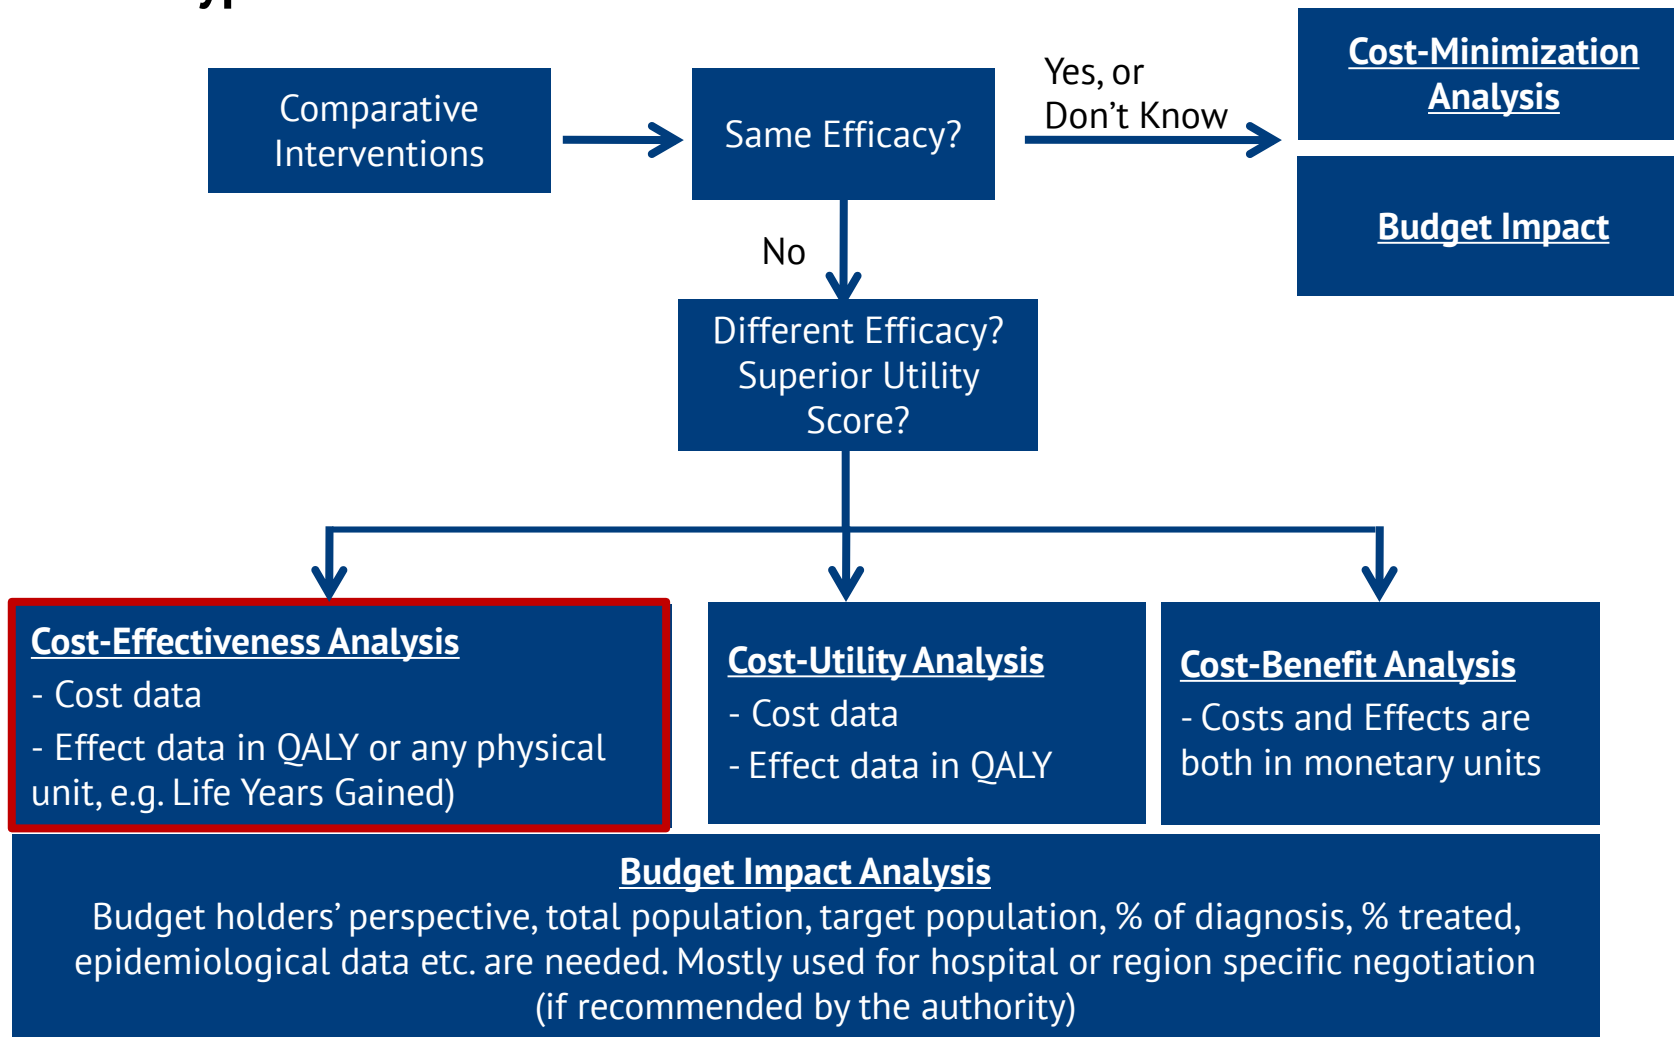 Comparative
Interventions
Same Efficacy?
Yes, or
Don't Know
Cost-Minimization
Analysis
Budget Impact
No
Different Efficacy?
Superior Utility
Score?
Cost-Effectiveness Analysis
- Cost data
- Effect data in QALY or any physical
unit, e.g. Life Years Gained)
Cost-Utility Analysis
- Cost data
- Effect data in QALY
Cost-Benefit Analysis
- Costs and Effects are
both in monetary units
Budget Impact Analysis
Budget holders' perspective, total population, target population, % of diagnosis, % treated,
epidemiological data etc. are needed. Mostly used for hospital or region specific negotiation
(if recommended by the authority)